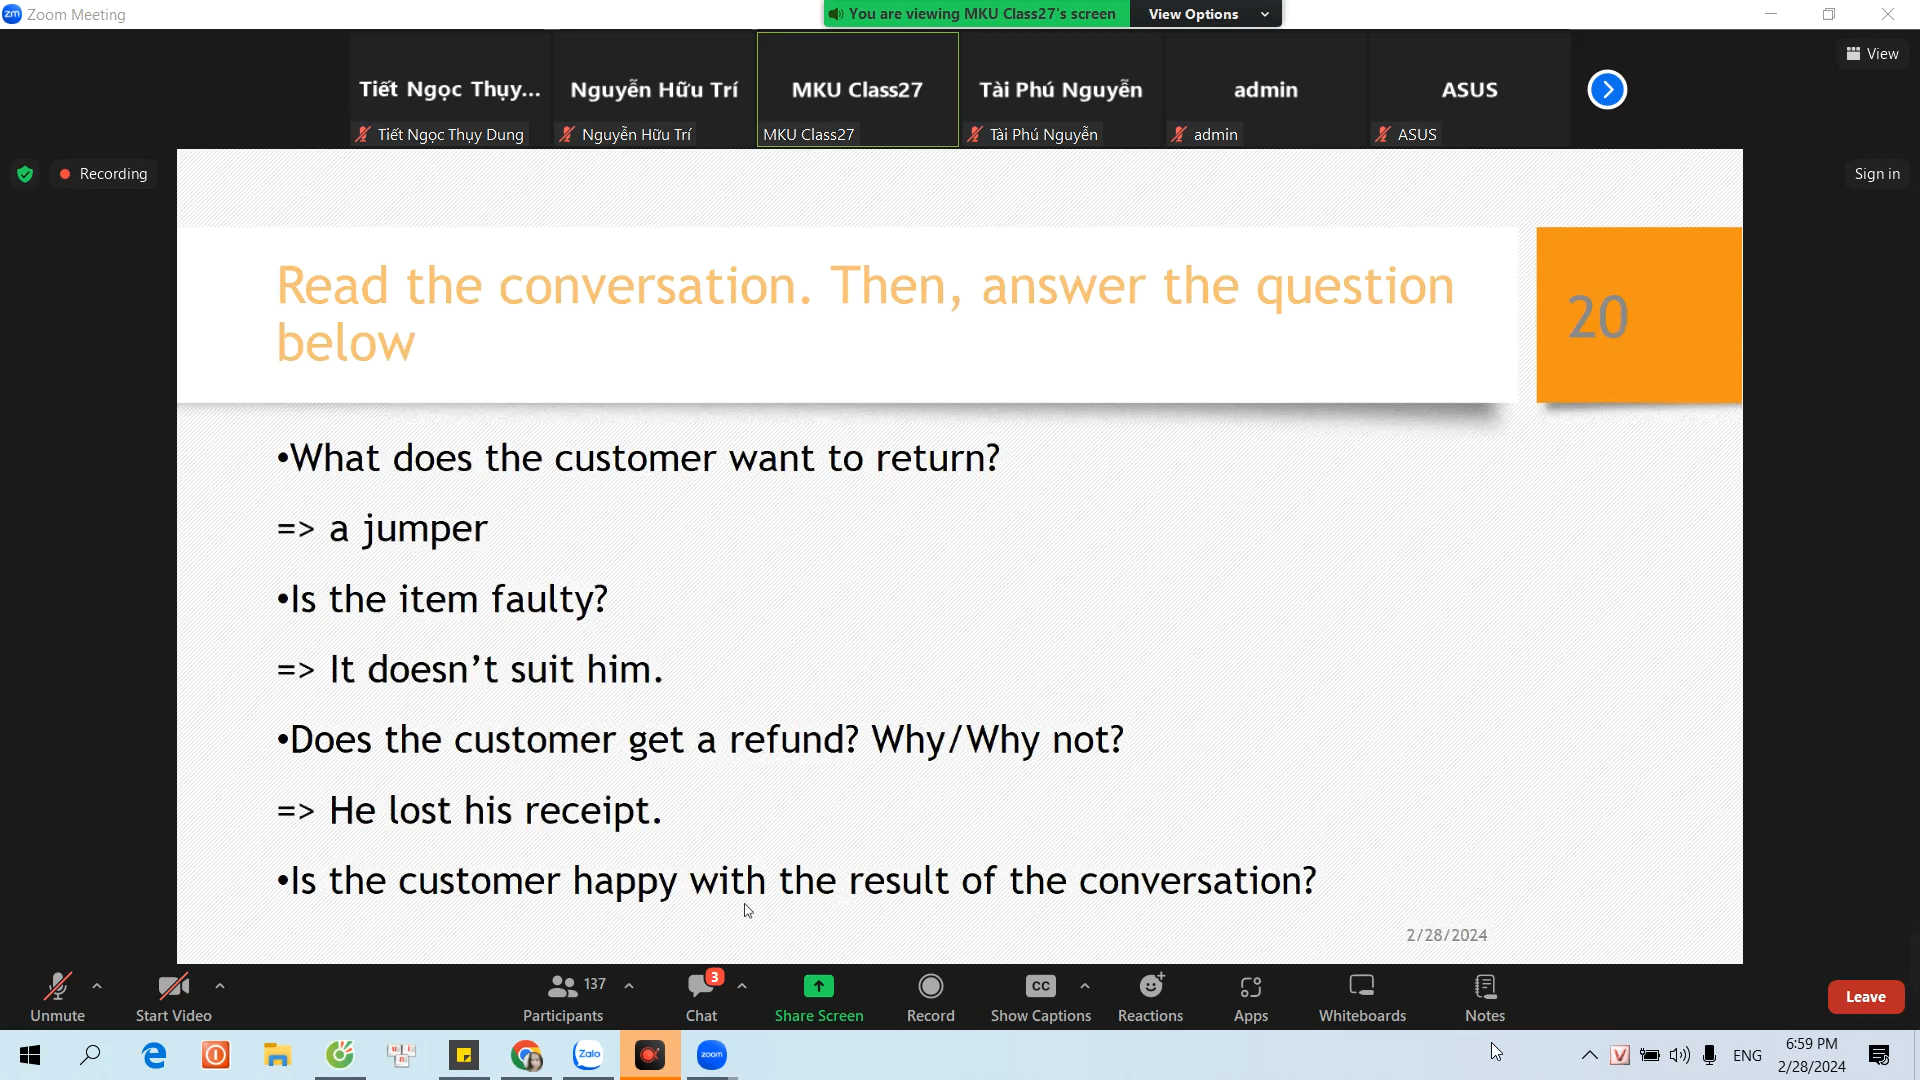 Zoom Meeting
You are viewing MKU Class27's screen
View Options
View
Tiết Ngọc Thụy...
Nguyễn Hữu Trí
MKU Class27
Tài Phú Nguyễn
admin
ASUS
Tiết Ngọc Thụy Dung
Nguyễn Hữu Trí
MKU Class27
Tài Phú Nguyễn
admin
ASUS
Recording
Sign in
Read the conversation. Then, answer the question
below
20
•What does the customer want to return?
=> a jumper
•Is the item faulty?
=> It doesn’t suit him.
•Does the customer get a refund? Why/Why not?
=> He lost his receipt.
•Is the customer happy with the result of the conversation?
2/28/2024
Unmute
Start Video
137
Participants
3
Chat
Share Screen
Record
CC
Show Captions
Reactions
Apps
Whiteboards
Notes
Leave
Zalo
zoom
ENG
6:59 PM
2/28/2024